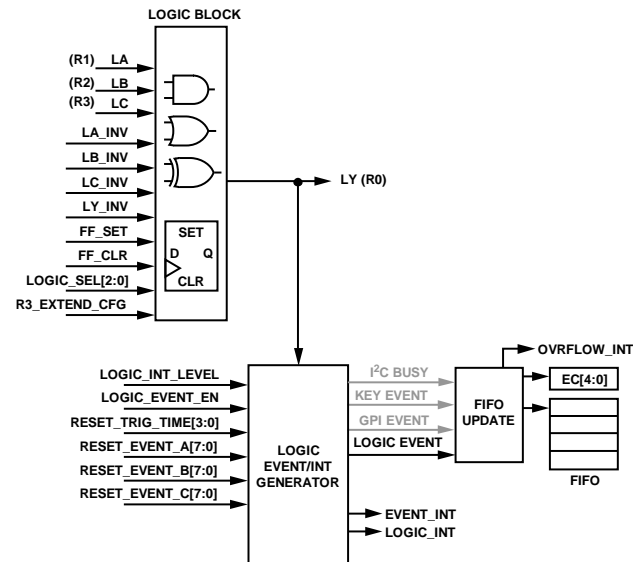 LOGIC BLOCK
(R1) LA
(R2) LB
(R3) LC
LA_INV
LB_INV
LC_INV
LY_INV
FF_SET
FF_CLR
LOGIC_SEL[2:0]
R3_EXTEND_CFG
SET
D Q
CLR
LY (R0)
LOGIC_INT_LEVEL
LOGIC_EVENT_EN
RESET_TRIG_TIME[3:0]
RESET_EVENT_A[7:0]
RESET_EVENT_B[7:0]
RESET_EVENT_C[7:0]
LOGIC
EVENT/INT
GENERATOR
I²C BUSY
KEY EVENT
GPI EVENT
LOGIC EVENT
EVENT_INT
LOGIC_INT
FIFO
UPDATE
OVRFLOW_INT
EC[4:0]
FIFO